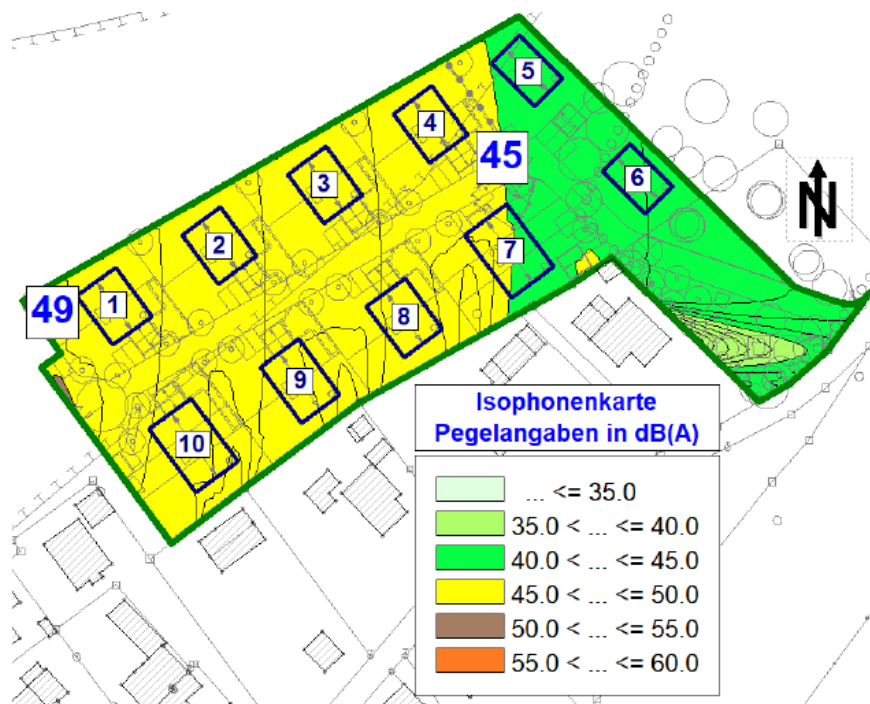 5
4
45
3
6
2
7
1
49
8
9
10
N
Isophonenkarte
Pegelangaben in dB(A)
... <= 35.0
35.0 < ... <= 40.0
40.0 < ... <= 45.0
45.0 < ... <= 50.0
50.0 < ... <= 55.0
55.0 < ... <= 60.0